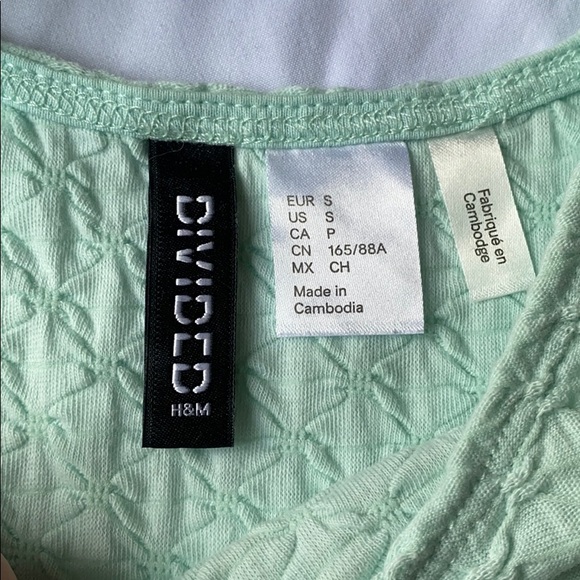 DIVIDED
H&M
EUR S
US S
CA P
CN 165/88A
MX CH
Made in
Cambodia
Fabriqué en
Cambodge